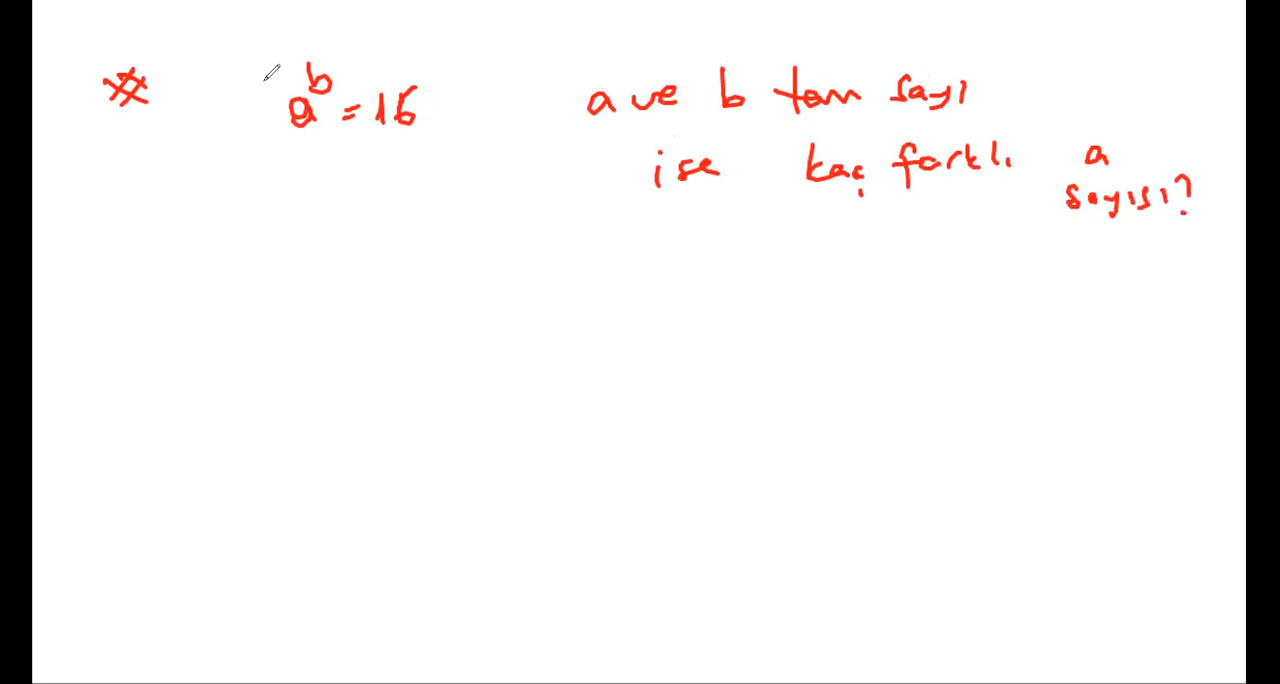 * a^b = 16 a ve b tam sayı
ise kaç farklı a
sayısı?